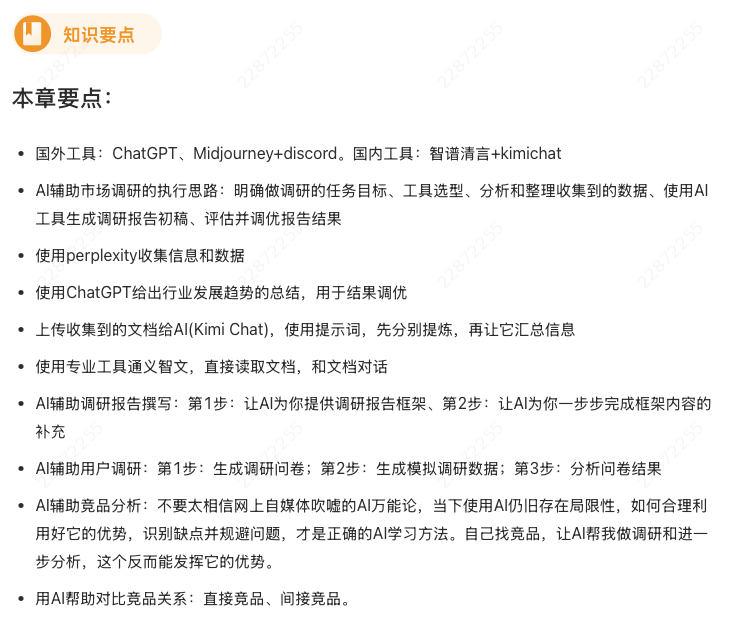 知识要点
本章要点：
• 国外工具：ChatGPT、Midjourney+discord。国内工具：智谱清言+kimichat
• AI辅助市场调研的执行思路：明确做调研的任务目标、工具选型、分析和整理收集到的数据、使用AI
工具生成调研报告初稿、评估并调优报告结果
• 使用perplexity收集信息和数据
• 使用ChatGPT给出行业发展趋势的总结，用于结果调优
• 上传收集到的文档给AI(Kimi Chat)，使用提示词，先分别提炼，再让它汇总信息
• 使用专业工具通义智文，直接读取文档，和文档对话
• AI辅助调研报告撰写：第1步：让AI为你提供调研报告框架、第2步：让AI为你一步步完成框架内容的
补充
• AI辅助用户调研：第1步：生成调研问卷；第2步：生成模拟调研数据；第3步：分析问卷结果
• AI辅助竞品分析：不要太相信网上自媒体吹嘘的AI万能论，当下使用AI仍旧存在局限性，如何合理利
用好它的优势，识别缺点并规避问题，才是正确的AI学习方法。自己找竞品，让AI帮我做调研和进一
步分析，这个反而能发挥它的优势。
• 用AI帮助对比竞品关系：直接竞品、间接竞品。
22872255
22872255
22872255
22872255
22872255
22872255
22872255
22872255
22872255
22872255
22872255